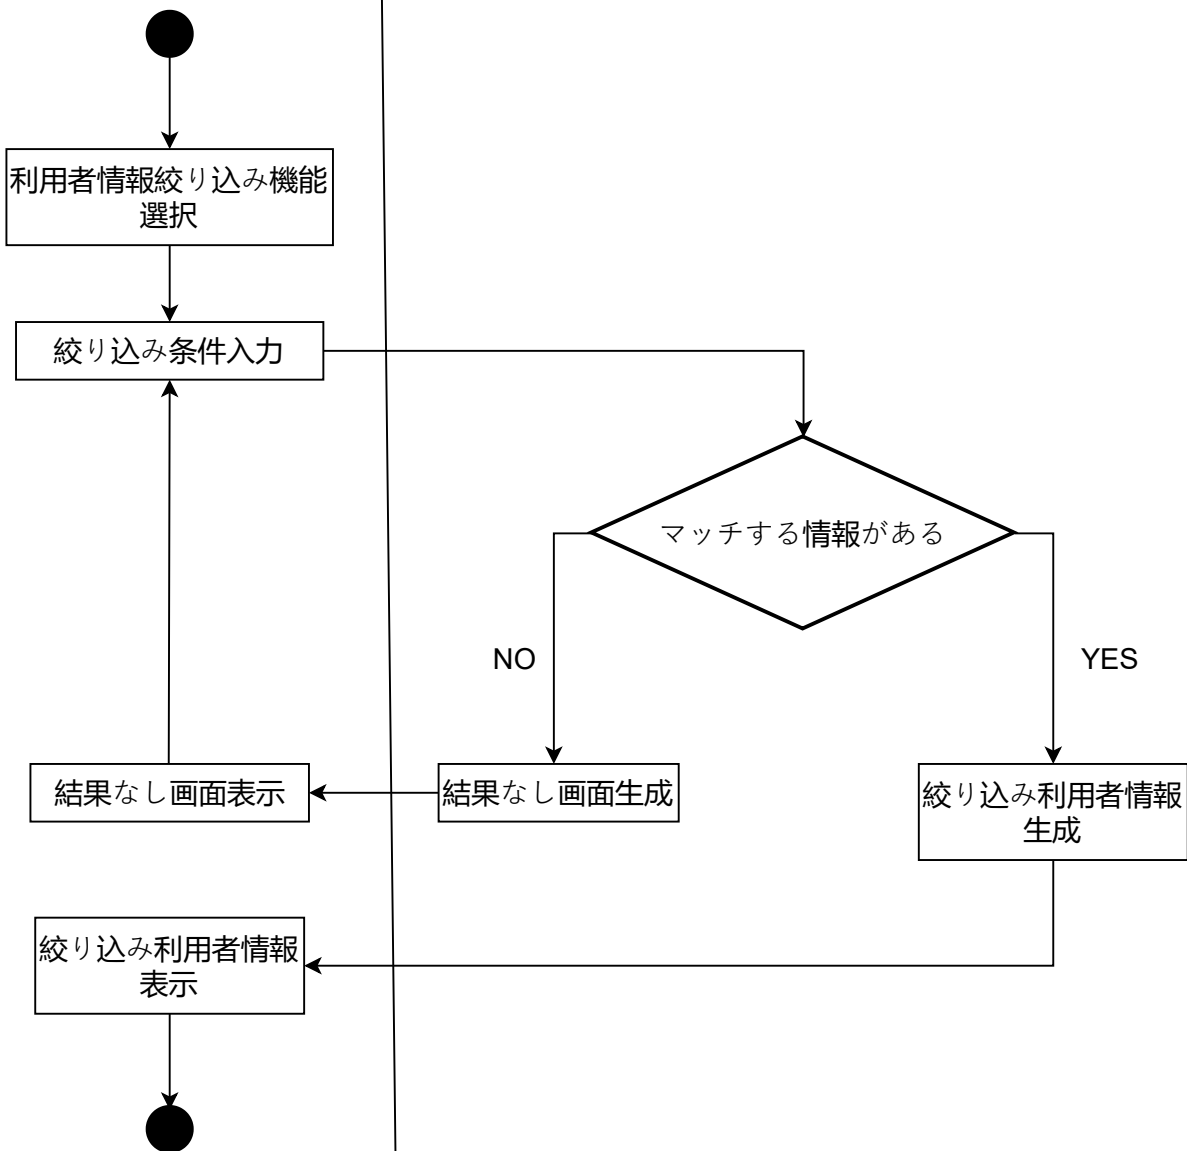 利用者情報絞り込み機能
選択
絞り込み条件入力
マッチする情報がある
NO
YES
結果なし画面表示
結果なし画面生成
絞り込み利用者情報
生成
絞り込み利用者情報
表示